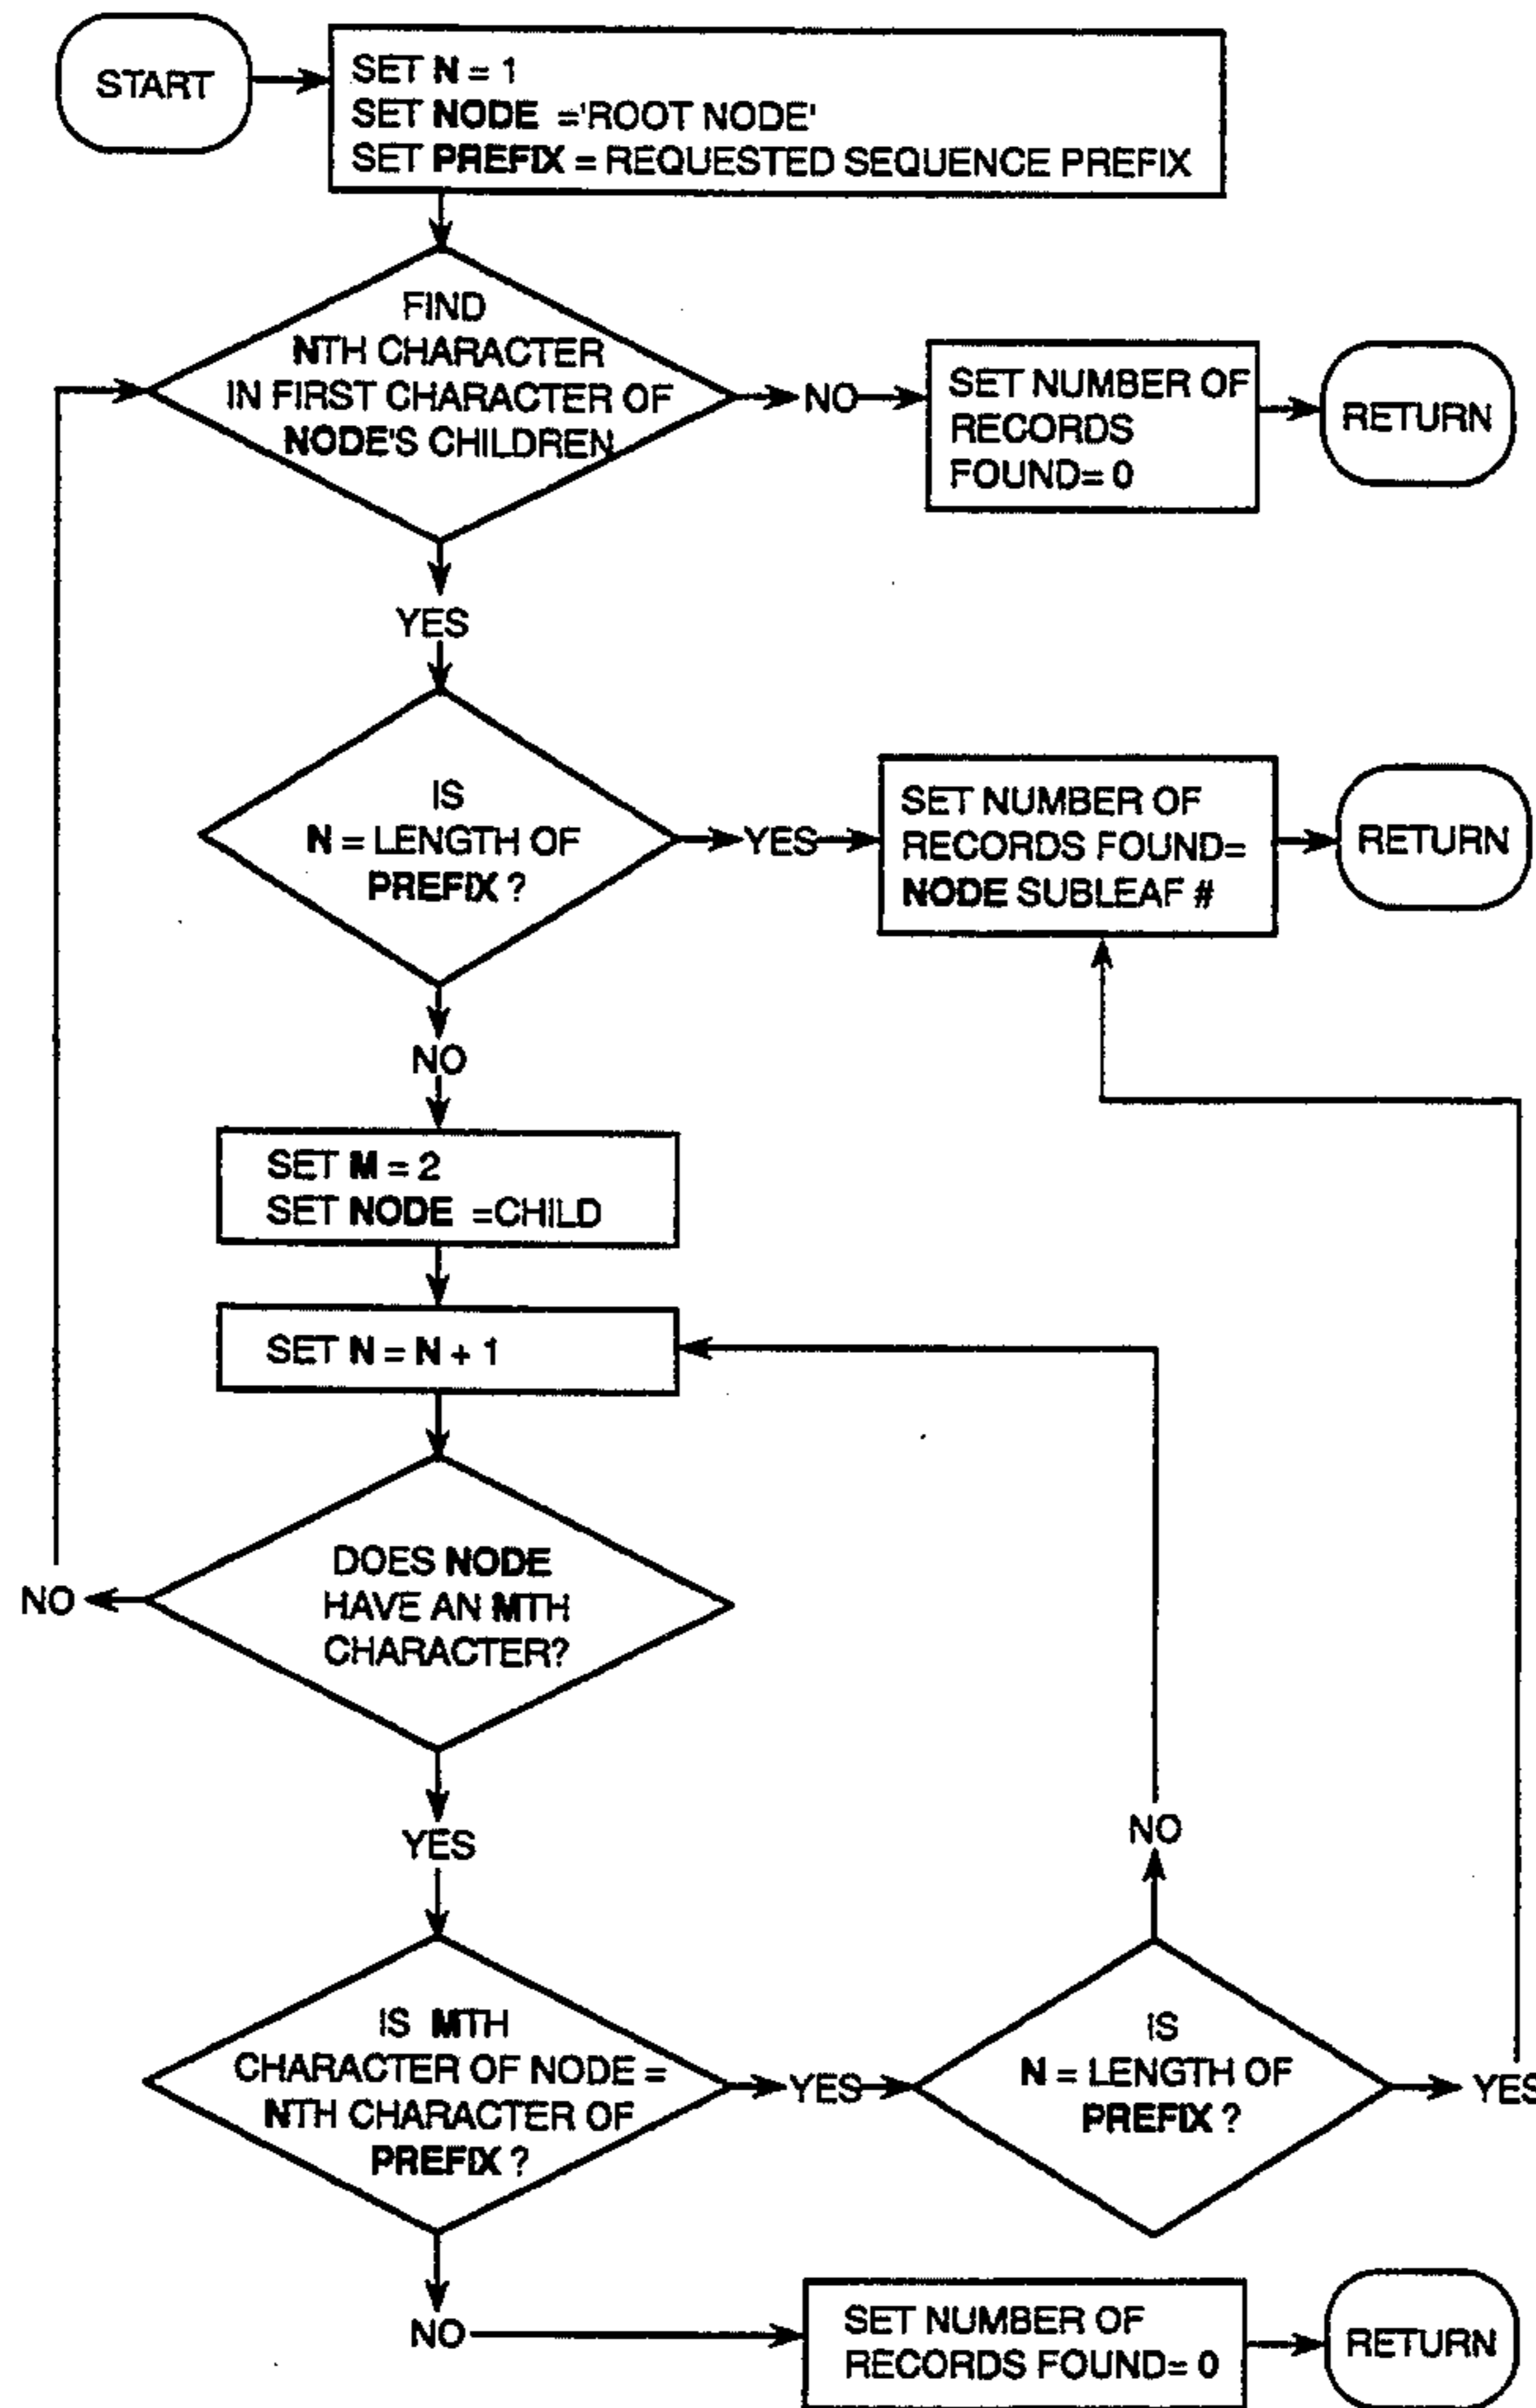 START
SET N = 1
SET NODE ='ROOT NODE'
SET PREFIX = REQUESTED SEQUENCE PREFIX
FIND
NTH CHARACTER
IN FIRST CHARACTER OF
NODE'S CHILDREN
NO
SET NUMBER OF
RECORDS
FOUND= 0
RETURN
YES
IS
N = LENGTH OF
PREFIX ?
YES
SET NUMBER OF
RECORDS FOUND=
NODE SUBLEAF #
RETURN
NO
SET M = 2
SET NODE =CHILD
SET N = N + 1
DOES NODE
HAVE AN MTH
CHARACTER?
NO
YES
IS MTH
CHARACTER OF NODE =
NTH CHARACTER OF
PREFIX ?
YES
IS
N = LENGTH OF
PREFIX ?
NO
YES
NO
SET NUMBER OF
RECORDS FOUND= 0
RETURN